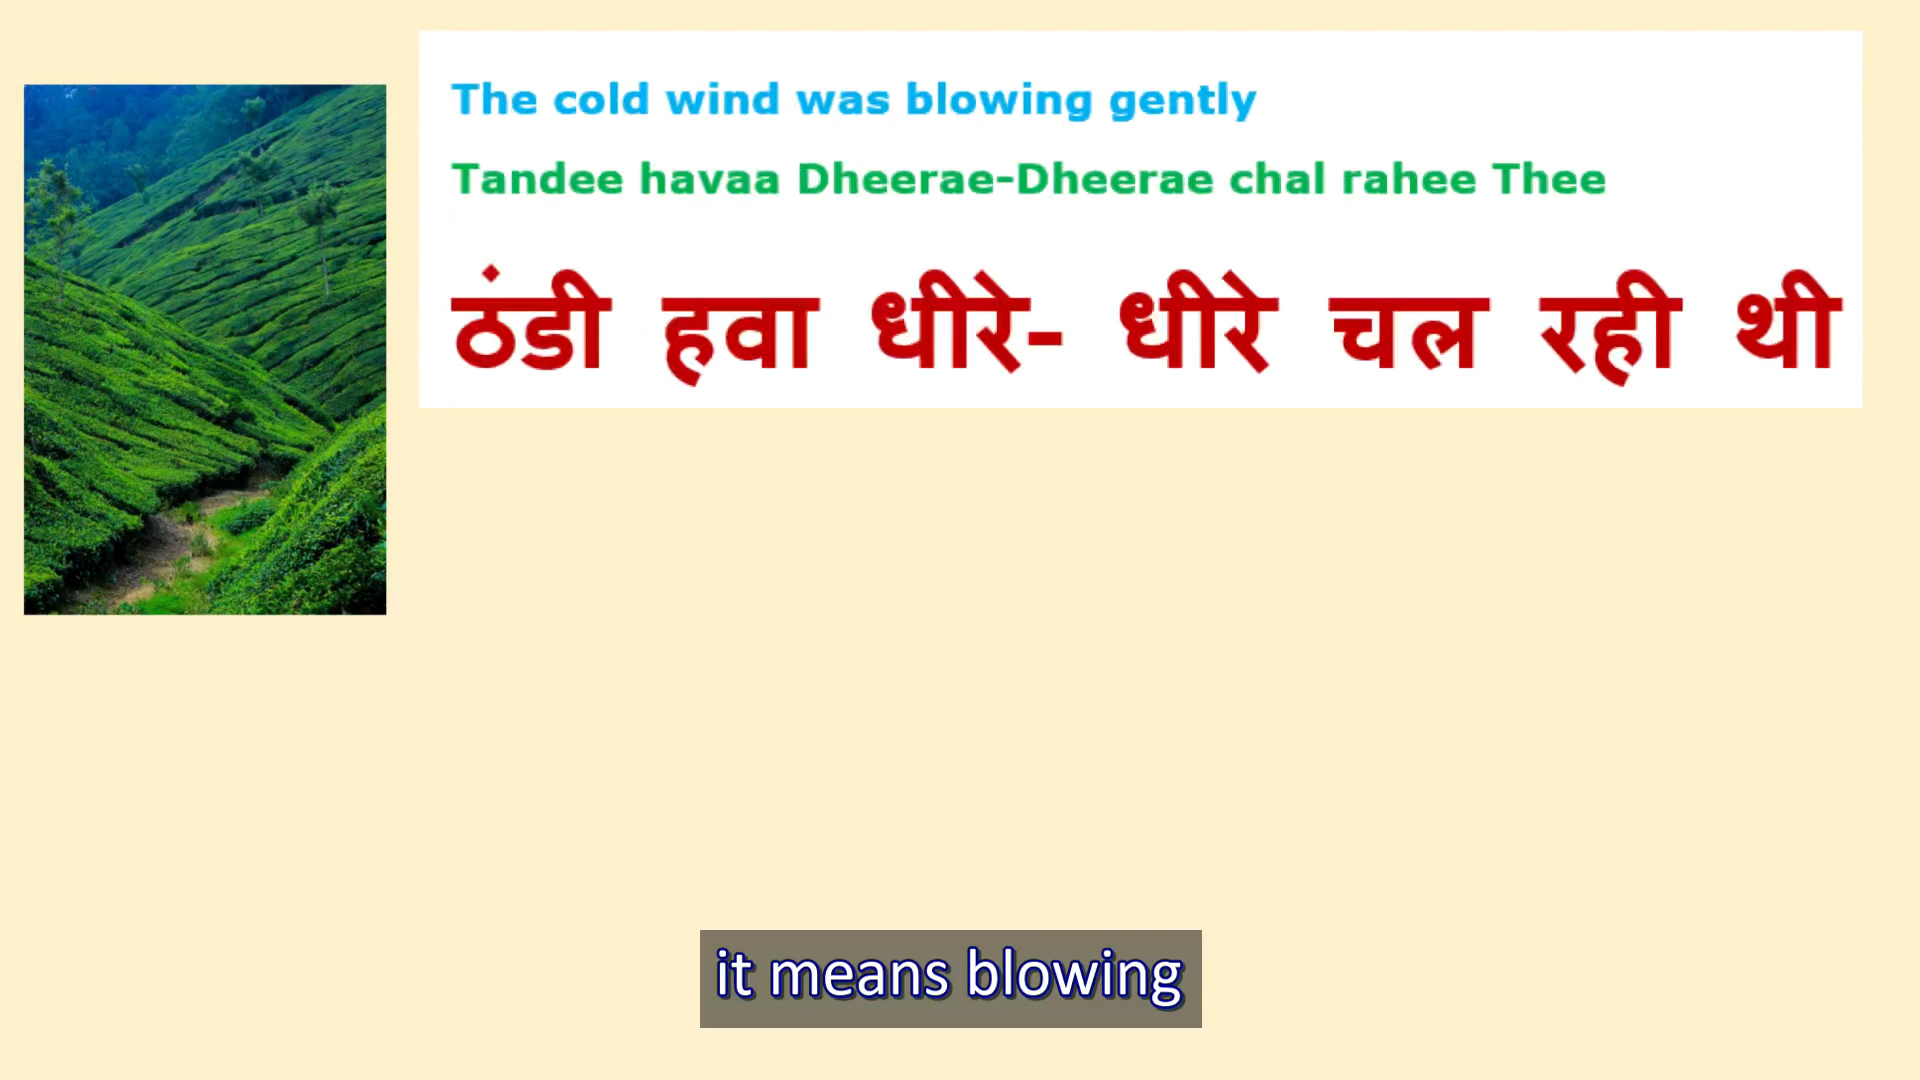 The cold wind was blowing gently
Tandee havaa Dheerae-Dheerae chal rahee Thee
ठंडी हवा धीरे- धीरे चल रही थी
it means blowing